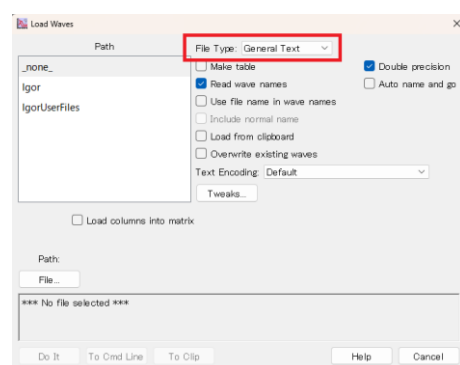 Load Waves
Path
File Type: General Text
_none_
Igor
IgorUserFiles
Make table
Double precision
Read wave names
Auto name and go
Use file name in wave names
Include normal name
Load from clipboard
Overwrite existing waves
Text Encoding: Default
Tweaks...
Load columns into matrix
Path:
File...
*** No file selected ***
Do It To Cmd Line To Clip Help Cancel